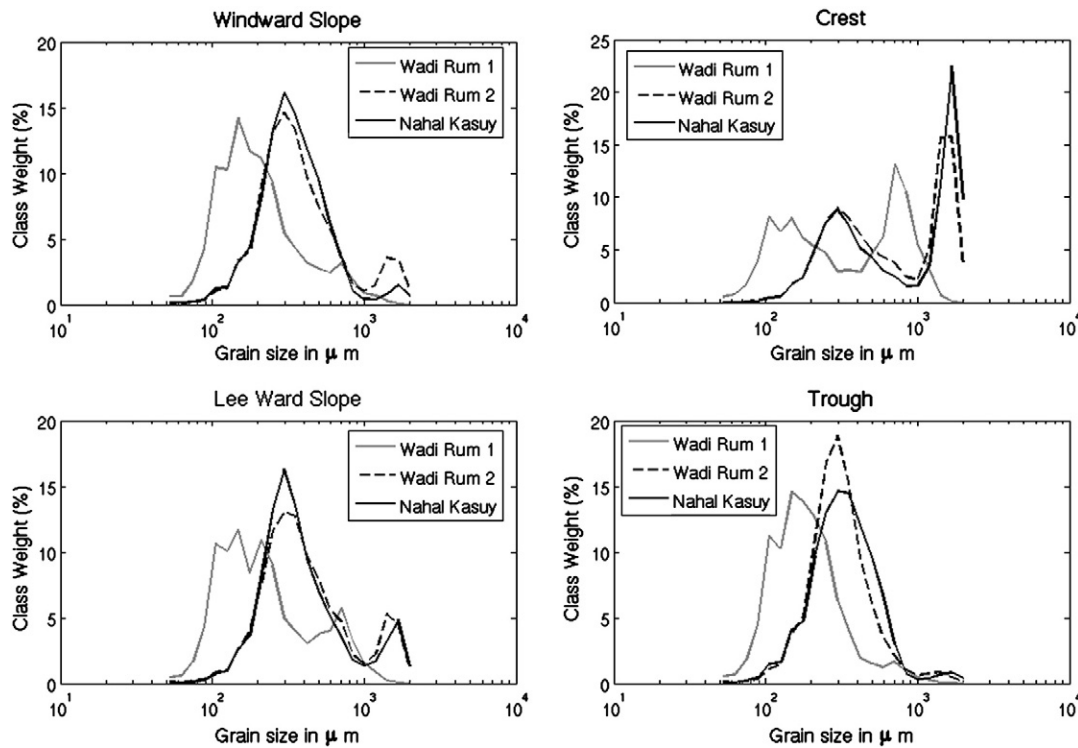 Windward Slope
20
15
10
5
0
Class Weight (%)
Wadi Rum 1
Wadi Rum 2
Nahal Kasuy
10^1
10^2
10^3
10^4
Grain size in μ m
Crest
25
20
15
10
5
0
Class Weight (%)
Wadi Rum 1
Wadi Rum 2
Nahal Kasuy
10^1
10^2
10^3
10^4
Grain size in μ m
Lee Ward Slope
20
15
10
5
0
Class Weight (%)
Wadi Rum 1
Wadi Rum 2
Nahal Kasuy
10^1
10^2
10^3
10^4
Grain size in μ m
Trough
20
15
10
5
0
Class Weight (%)
Wadi Rum 1
Wadi Rum 2
Nahal Kasuy
10^1
10^2
10^3
10^4
Grain size in μ m